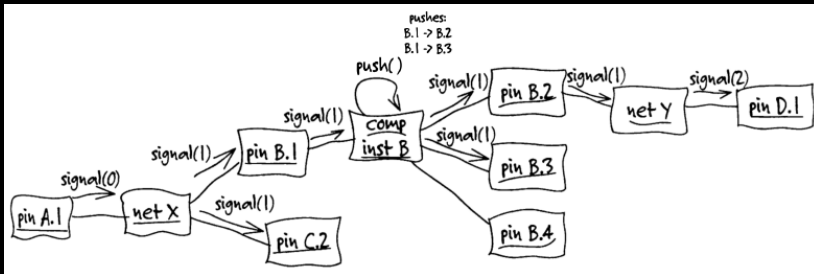 pushes:
B.1 -> B.2
B.1 -> B.3
push()
signal(1)
pin B.2
signal(1)
net Y
signal(2)
pin D.1
signal(1)
comp
inst B
signal(1)
pin B.3
signal(1)
pin B.1
signal(0)
pin A.1
net X
signal(1)
pin C.2
pin B.4